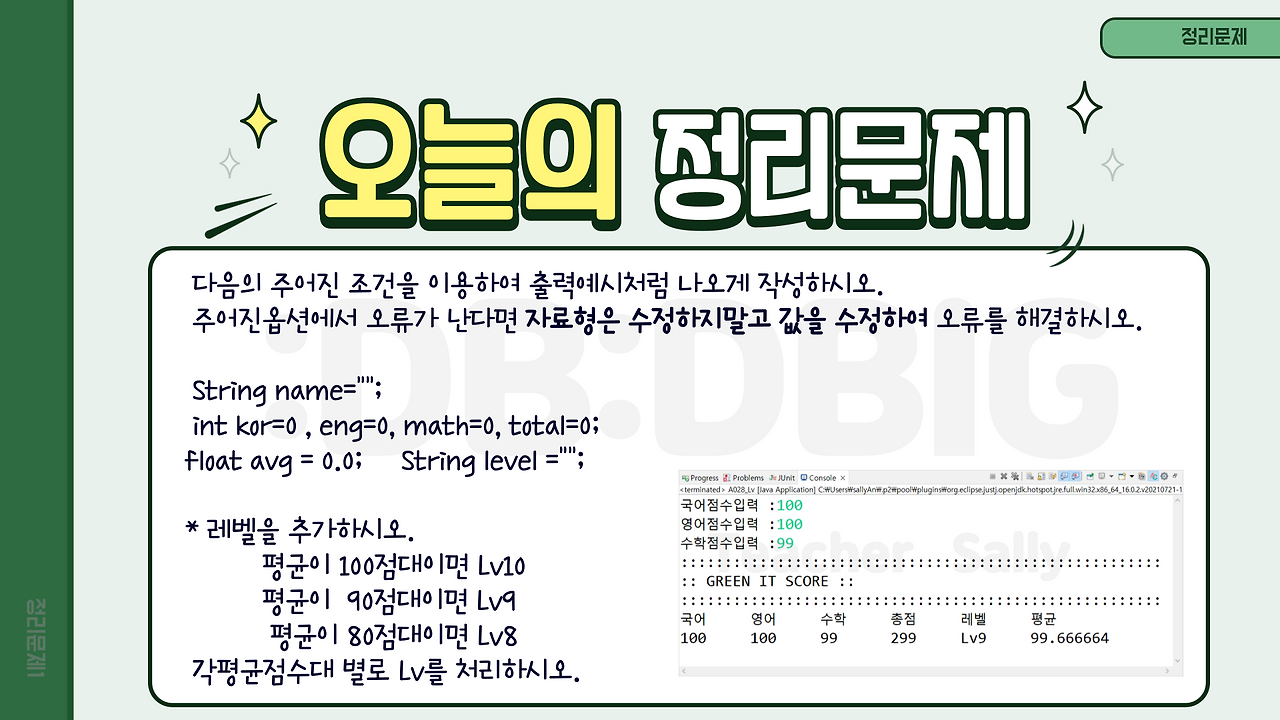 정리문제
오늘의 정리문제
다음의 주어진 조건을 이용하여 출력예시처럼 나오게 작성하시오.
주어진옵션에서 오류가 난다면 자료형은 수정하지말고 값을 수정하여 오류를 해결하시오.
:DB:DBIG
String name="";
int kor=0 , eng=0, math=0, total=0;
float avg = 0.0; String level ="";
* 레벨을 추가하시오.
평균이 100점대이면 Lv10
평균이 90점대이면 Lv9
평균이 80점대이면 Lv8
각평균점수대 별로 Lv를 처리하시오.
Progress Problems JUnit Console
<terminated> A028_Lv [Java Application] C:₩Users₩sallyAn₩.p2₩pool₩plugins₩org.eclipse.justj.openjdk.hotspot.jre.full.win32.x86_64_16.0.2.v20210721-1
국어점수입력 :100
영어점수입력 :100
수학점수입력 :99
Sally
::::::::::::::::::::::::::::::::::::::::::::::::::::
:: GREEN IT SCORE ::
::::::::::::::::::::::::::::::::::::::::::::::::::::
국어 영어 수학 총점 레벨 평균
100 100 99 299 Lv9 99.666664
정리문제1